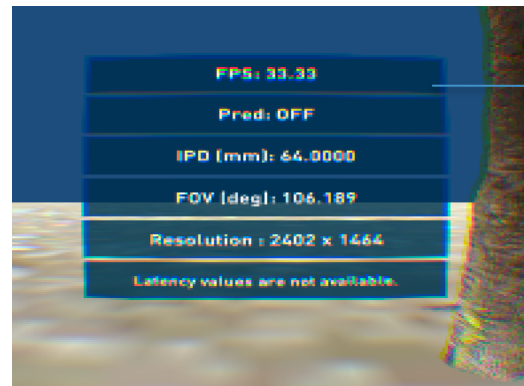 FPS: 33.33
Pred: OFF
IPD (mm): 64.0000
FOV (deg): 106.189
Resolution : 2402 x 1464
Latency values are not available.